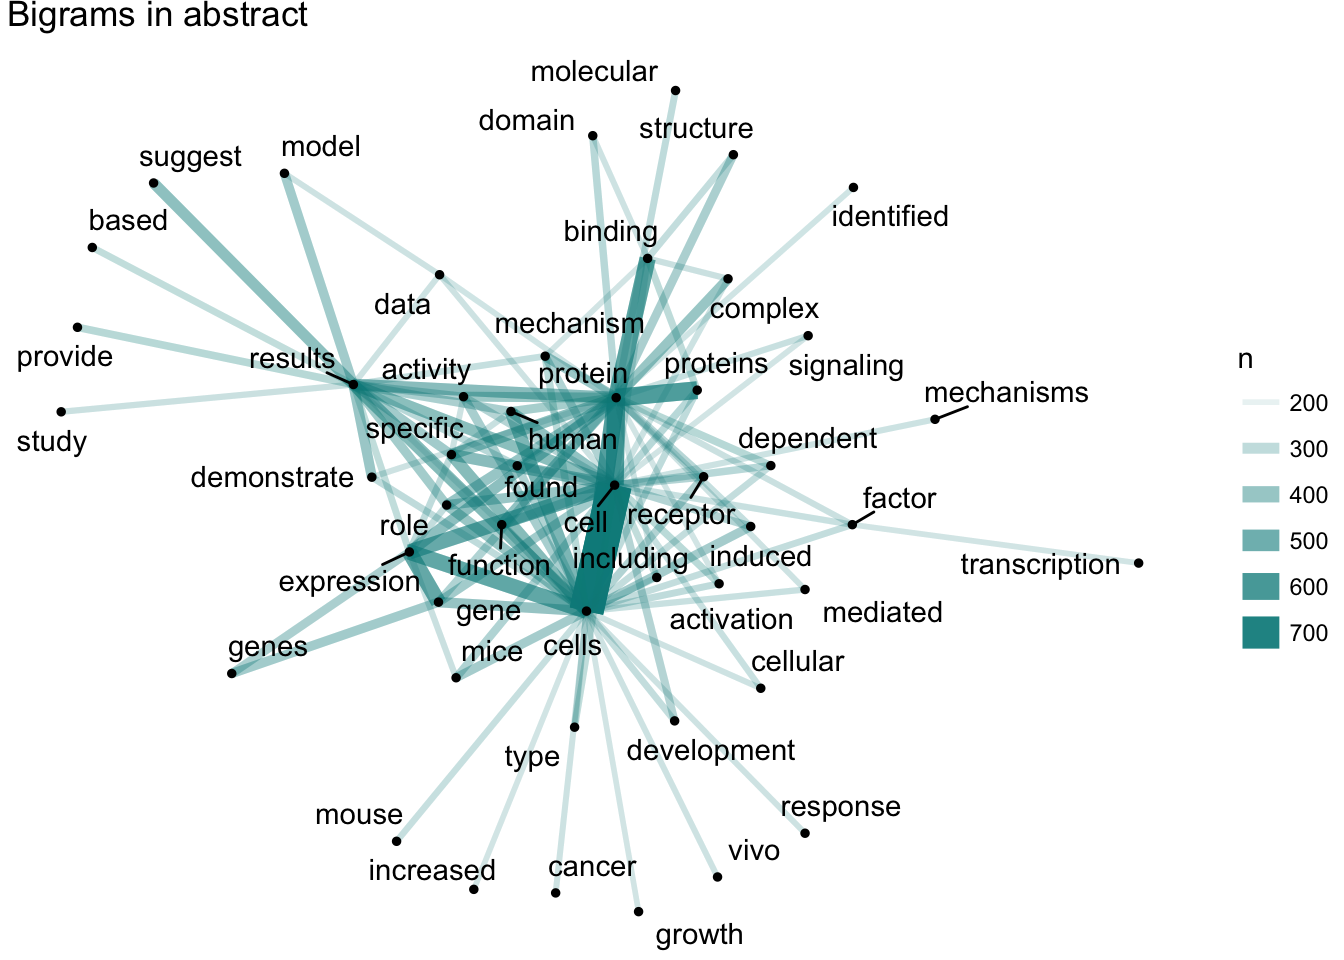 Bigrams in abstract
molecular
domain
structure
model
suggest
identified
based
binding
data
complex
mechanism
provide
results
activity
protein
proteins
signaling
mechanisms
study
specific
human
dependent
demonstrate
found
factor
role
cell
receptor
function
including
induced
transcription
expression
gene
activation
mediated
genes
mice
cells
cellular
type
development
mouse
response
increased
cancer
vivo
growth
n
200
300
400
500
600
700